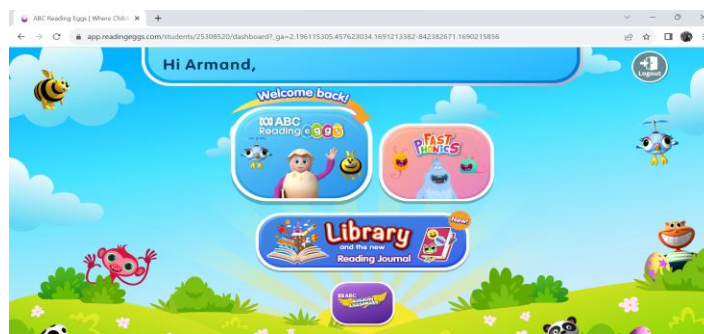 ABC Reading Eggs | Where Child
app.readingeggs.com/students/25308520/dashboard?_ga=2.196115305.457623034.1691213382-842382671.1690215856
Hi Armand,
Logout
Welcome back!
ABC
Reading eggs
FAST
PHONICS
New!
Library
and the new
Reading Journal
ABC